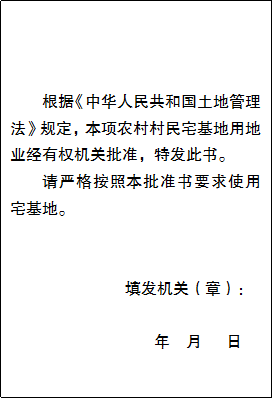 根据《中华人民共和国土地管理
法》规定，本项农村村民宅基地用地
业经有权机关批准，特发此书。
请严格按照本批准书要求使用
宅基地。
填发机关（章）：
年 月 日